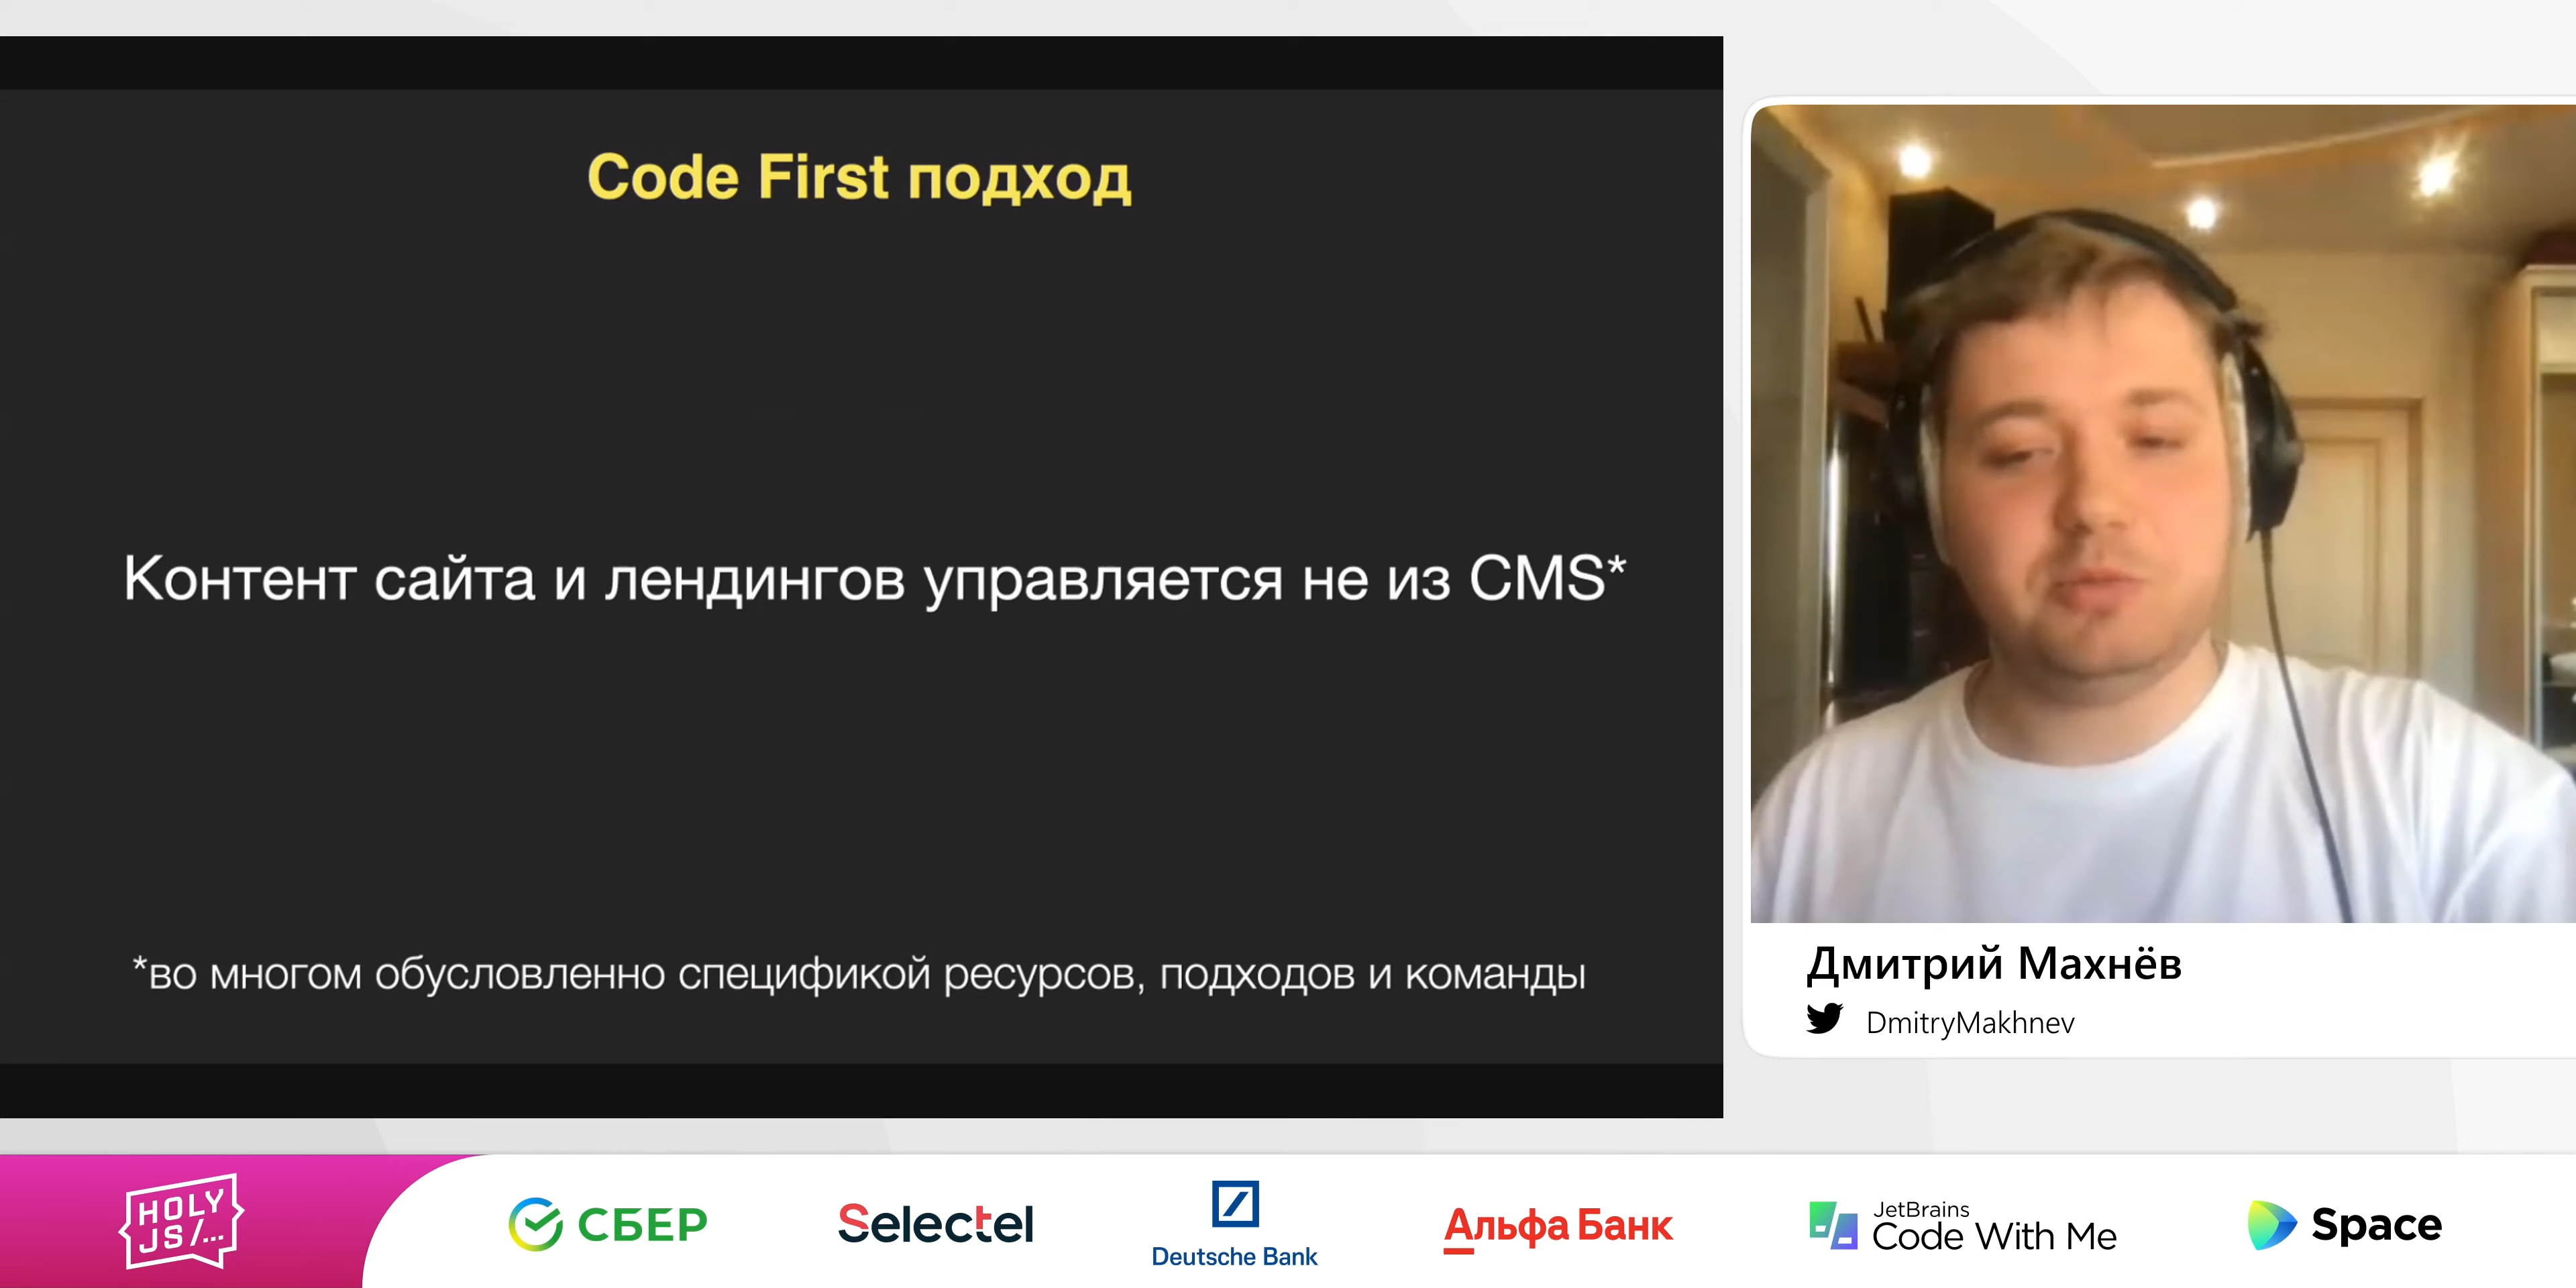 Code First подход
Контент сайта и лендингов управляется не из CMS*
*во многом обусловленно спецификой ресурсов, подходов и команды
Дмитрий Махнёв
DmitryMakhnev
HOLY
JS/...
СБЕР
Selectel
Deutsche Bank
Альфа Банк
JetBrains
Code With Me
Space